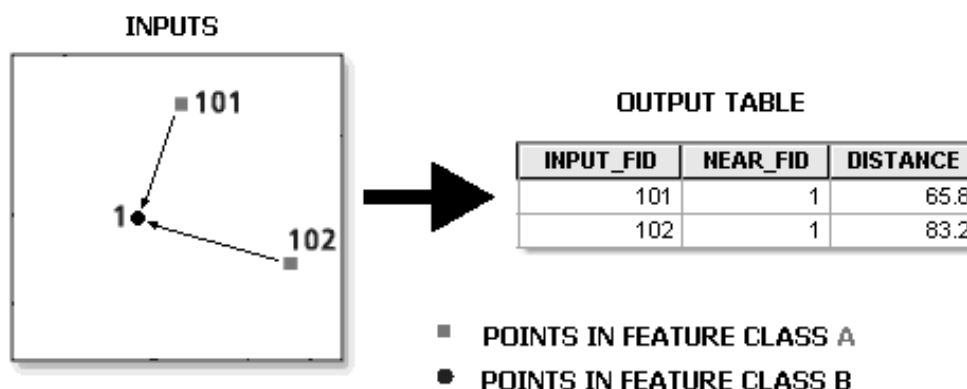 INPUTS
101
1
102
OUTPUT TABLE
INPUT_FID NEAR_FID DISTANCE
101 1 65.8
102 1 83.2
POINTS IN FEATURE CLASS A
POINTS IN FEATURE CLASS B